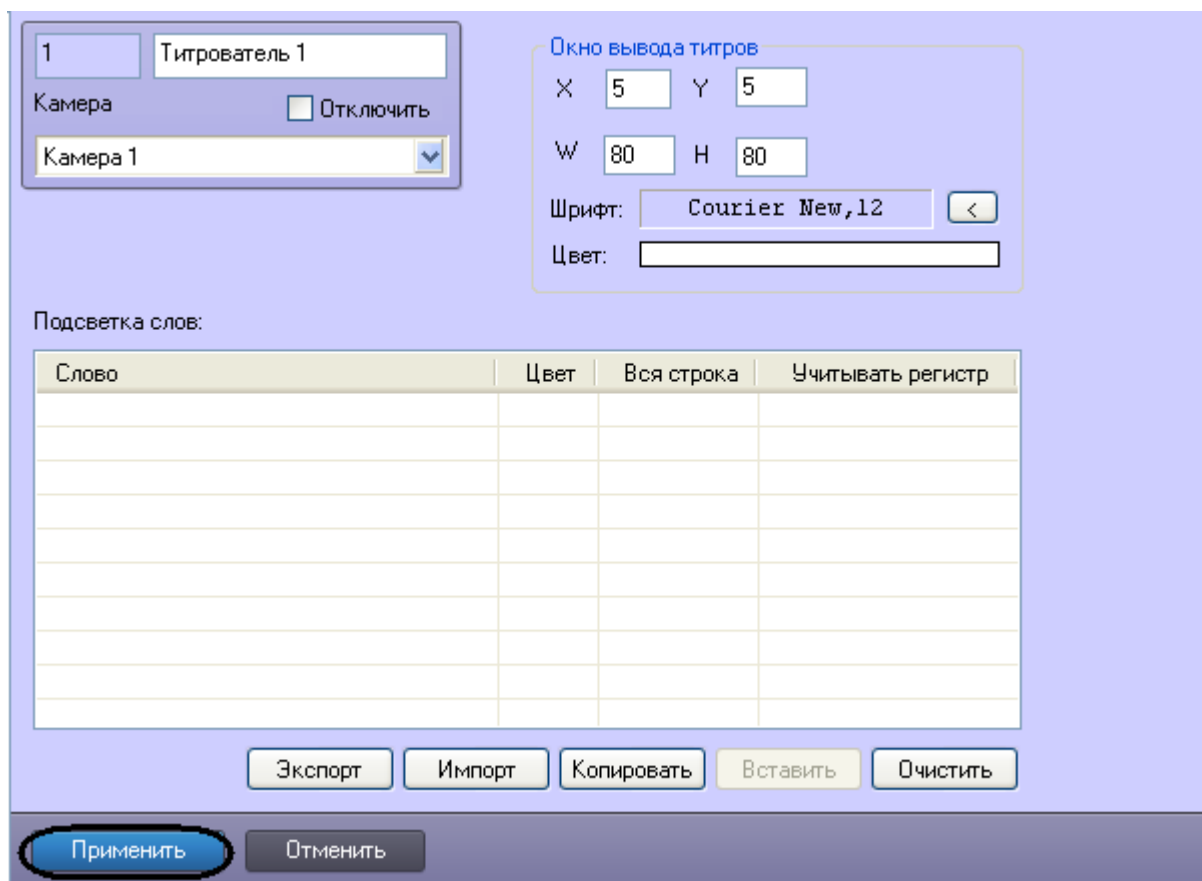 1 Титрователь 1
Камера Отключить
Камера 1
Окно вывода титров
X 5 Y 5
W 80 H 80
Шрифт: Courier New,12 <
Цвет:
Подсветка слов:
Слово Цвет Вся строка Учитывать регистр
Экспорт Импорт Копировать Вставить Очистить
Применить Отменить